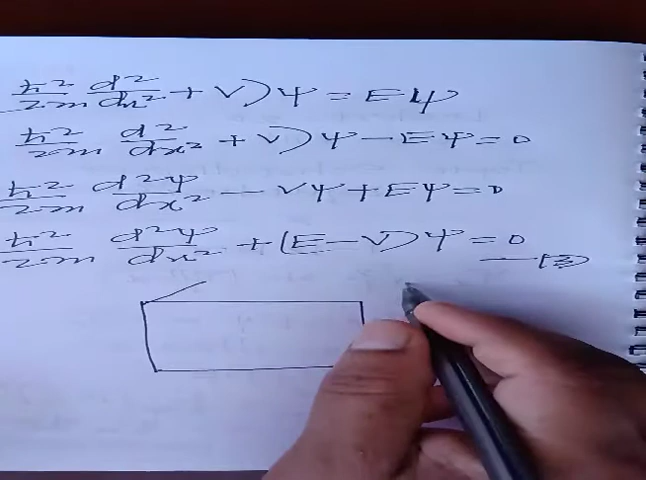 ħ²/2m d²/dx² + V)ψ = Eψ
ħ²/2m d²/dx² + V)ψ - Eψ = 0
ħ²/2m d²ψ/dx² - Vψ + Eψ = 0
ħ²/2m d²ψ/dx² + (E - V)ψ = 0